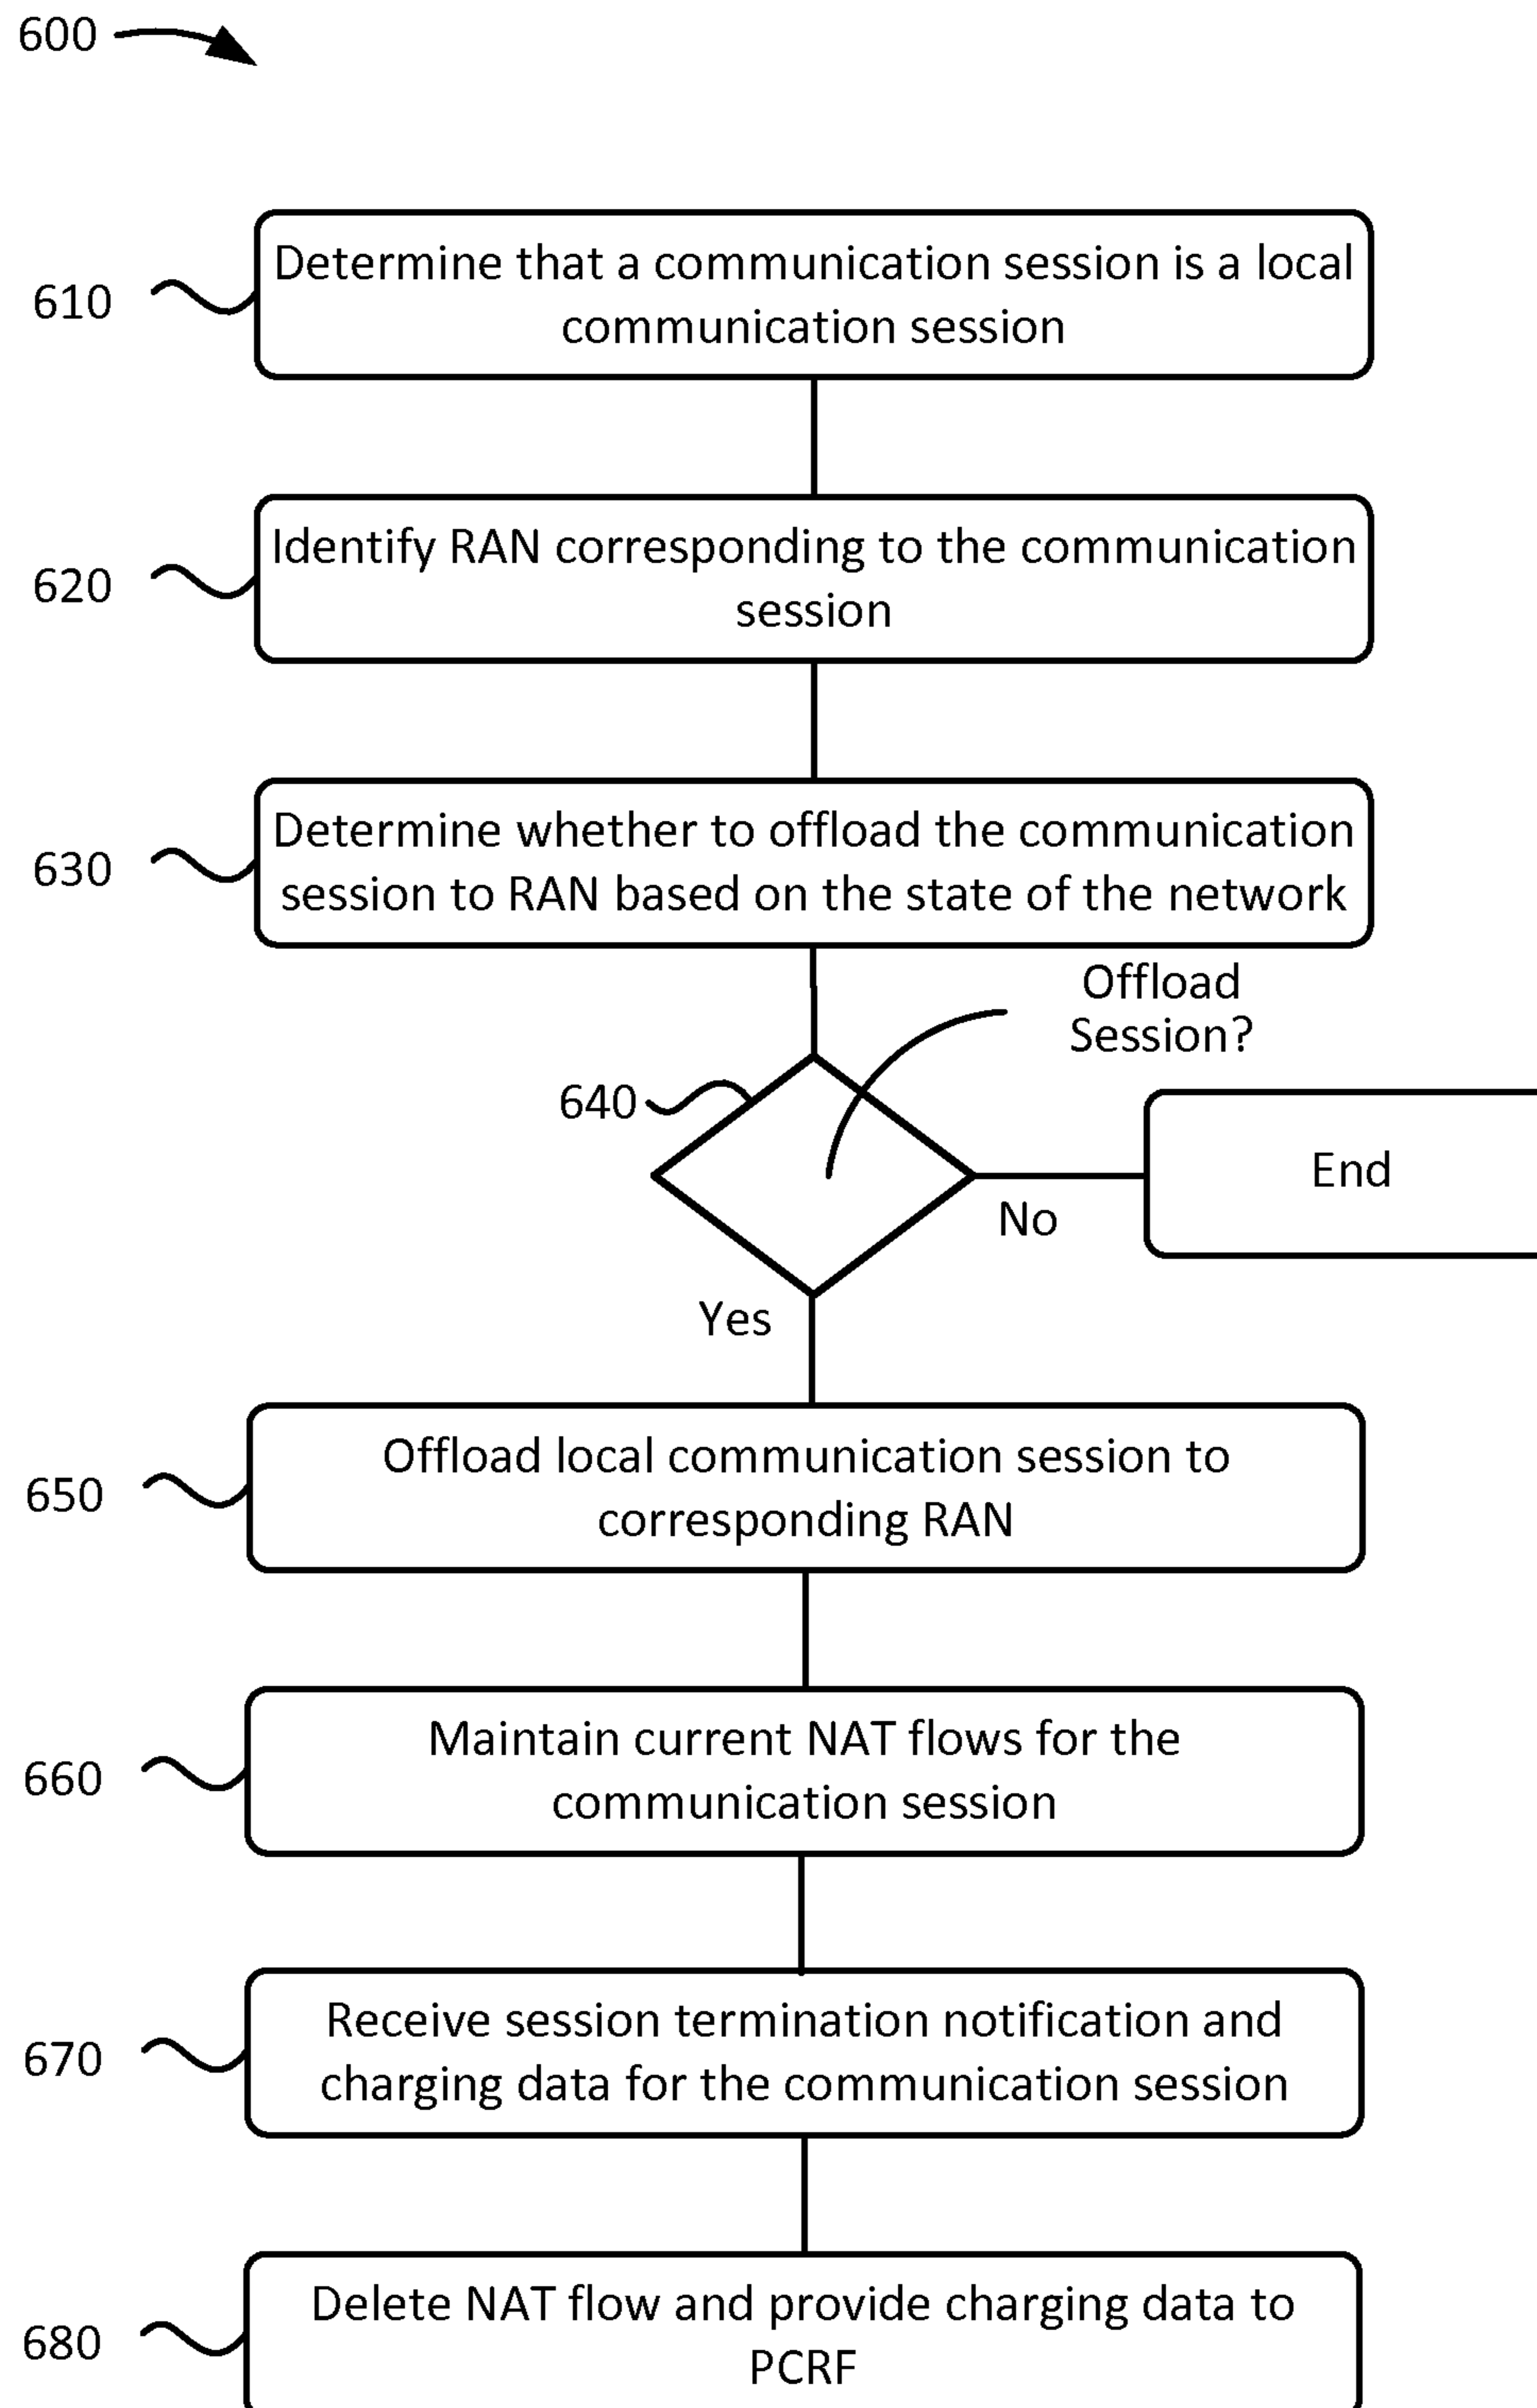 600
610
Determine that a communication session is a local
communication session
620
Identify RAN corresponding to the communication
session
630
Determine whether to offload the communication
session to RAN based on the state of the network
Offload
Session?
640
End
No
Yes
650
Offload local communication session to
corresponding RAN
660
Maintain current NAT flows for the
communication session
670
Receive session termination notification and
charging data for the communication session
680
Delete NAT flow and provide charging data to
PCRF